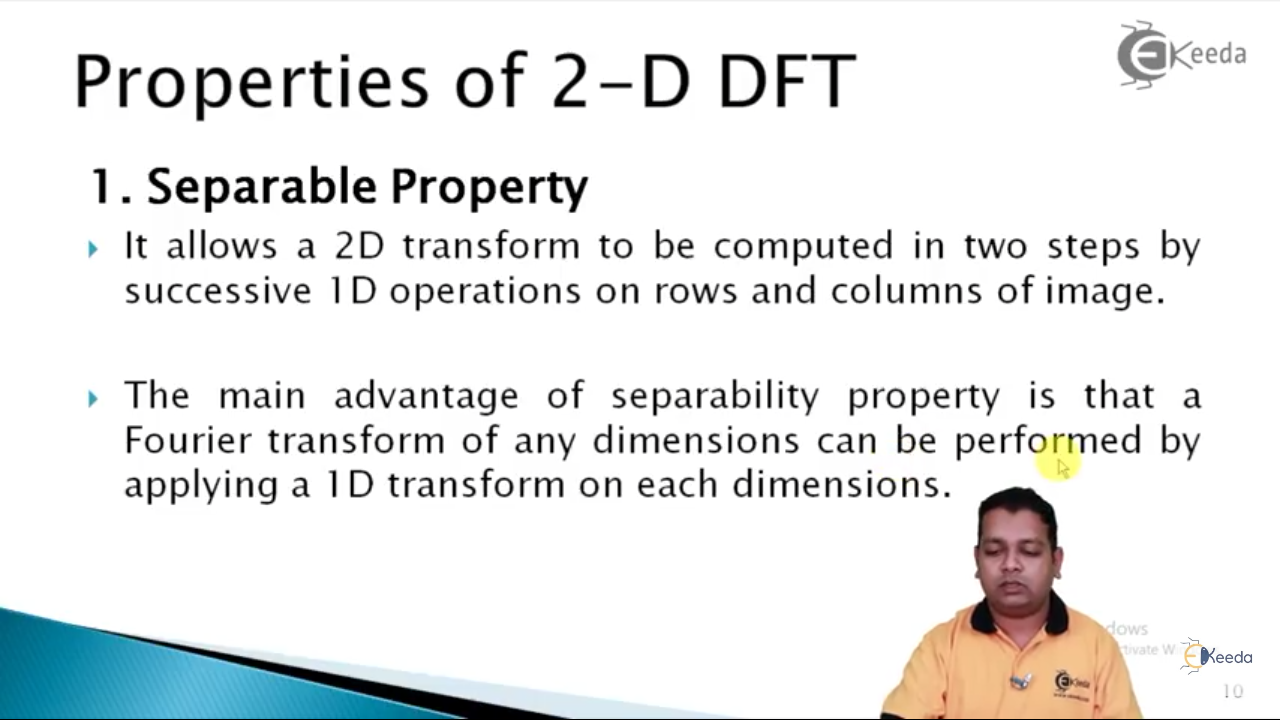 Properties of 2-D DFT
Keeda
1. Separable Property
It allows a 2D transform to be computed in two steps by
successive 1D operations on rows and columns of image.
The main advantage of separability property is that a
Fourier transform of any dimensions can be performed by
applying a 1D transform on each dimensions.
dows
ctivate W
Keeda
10